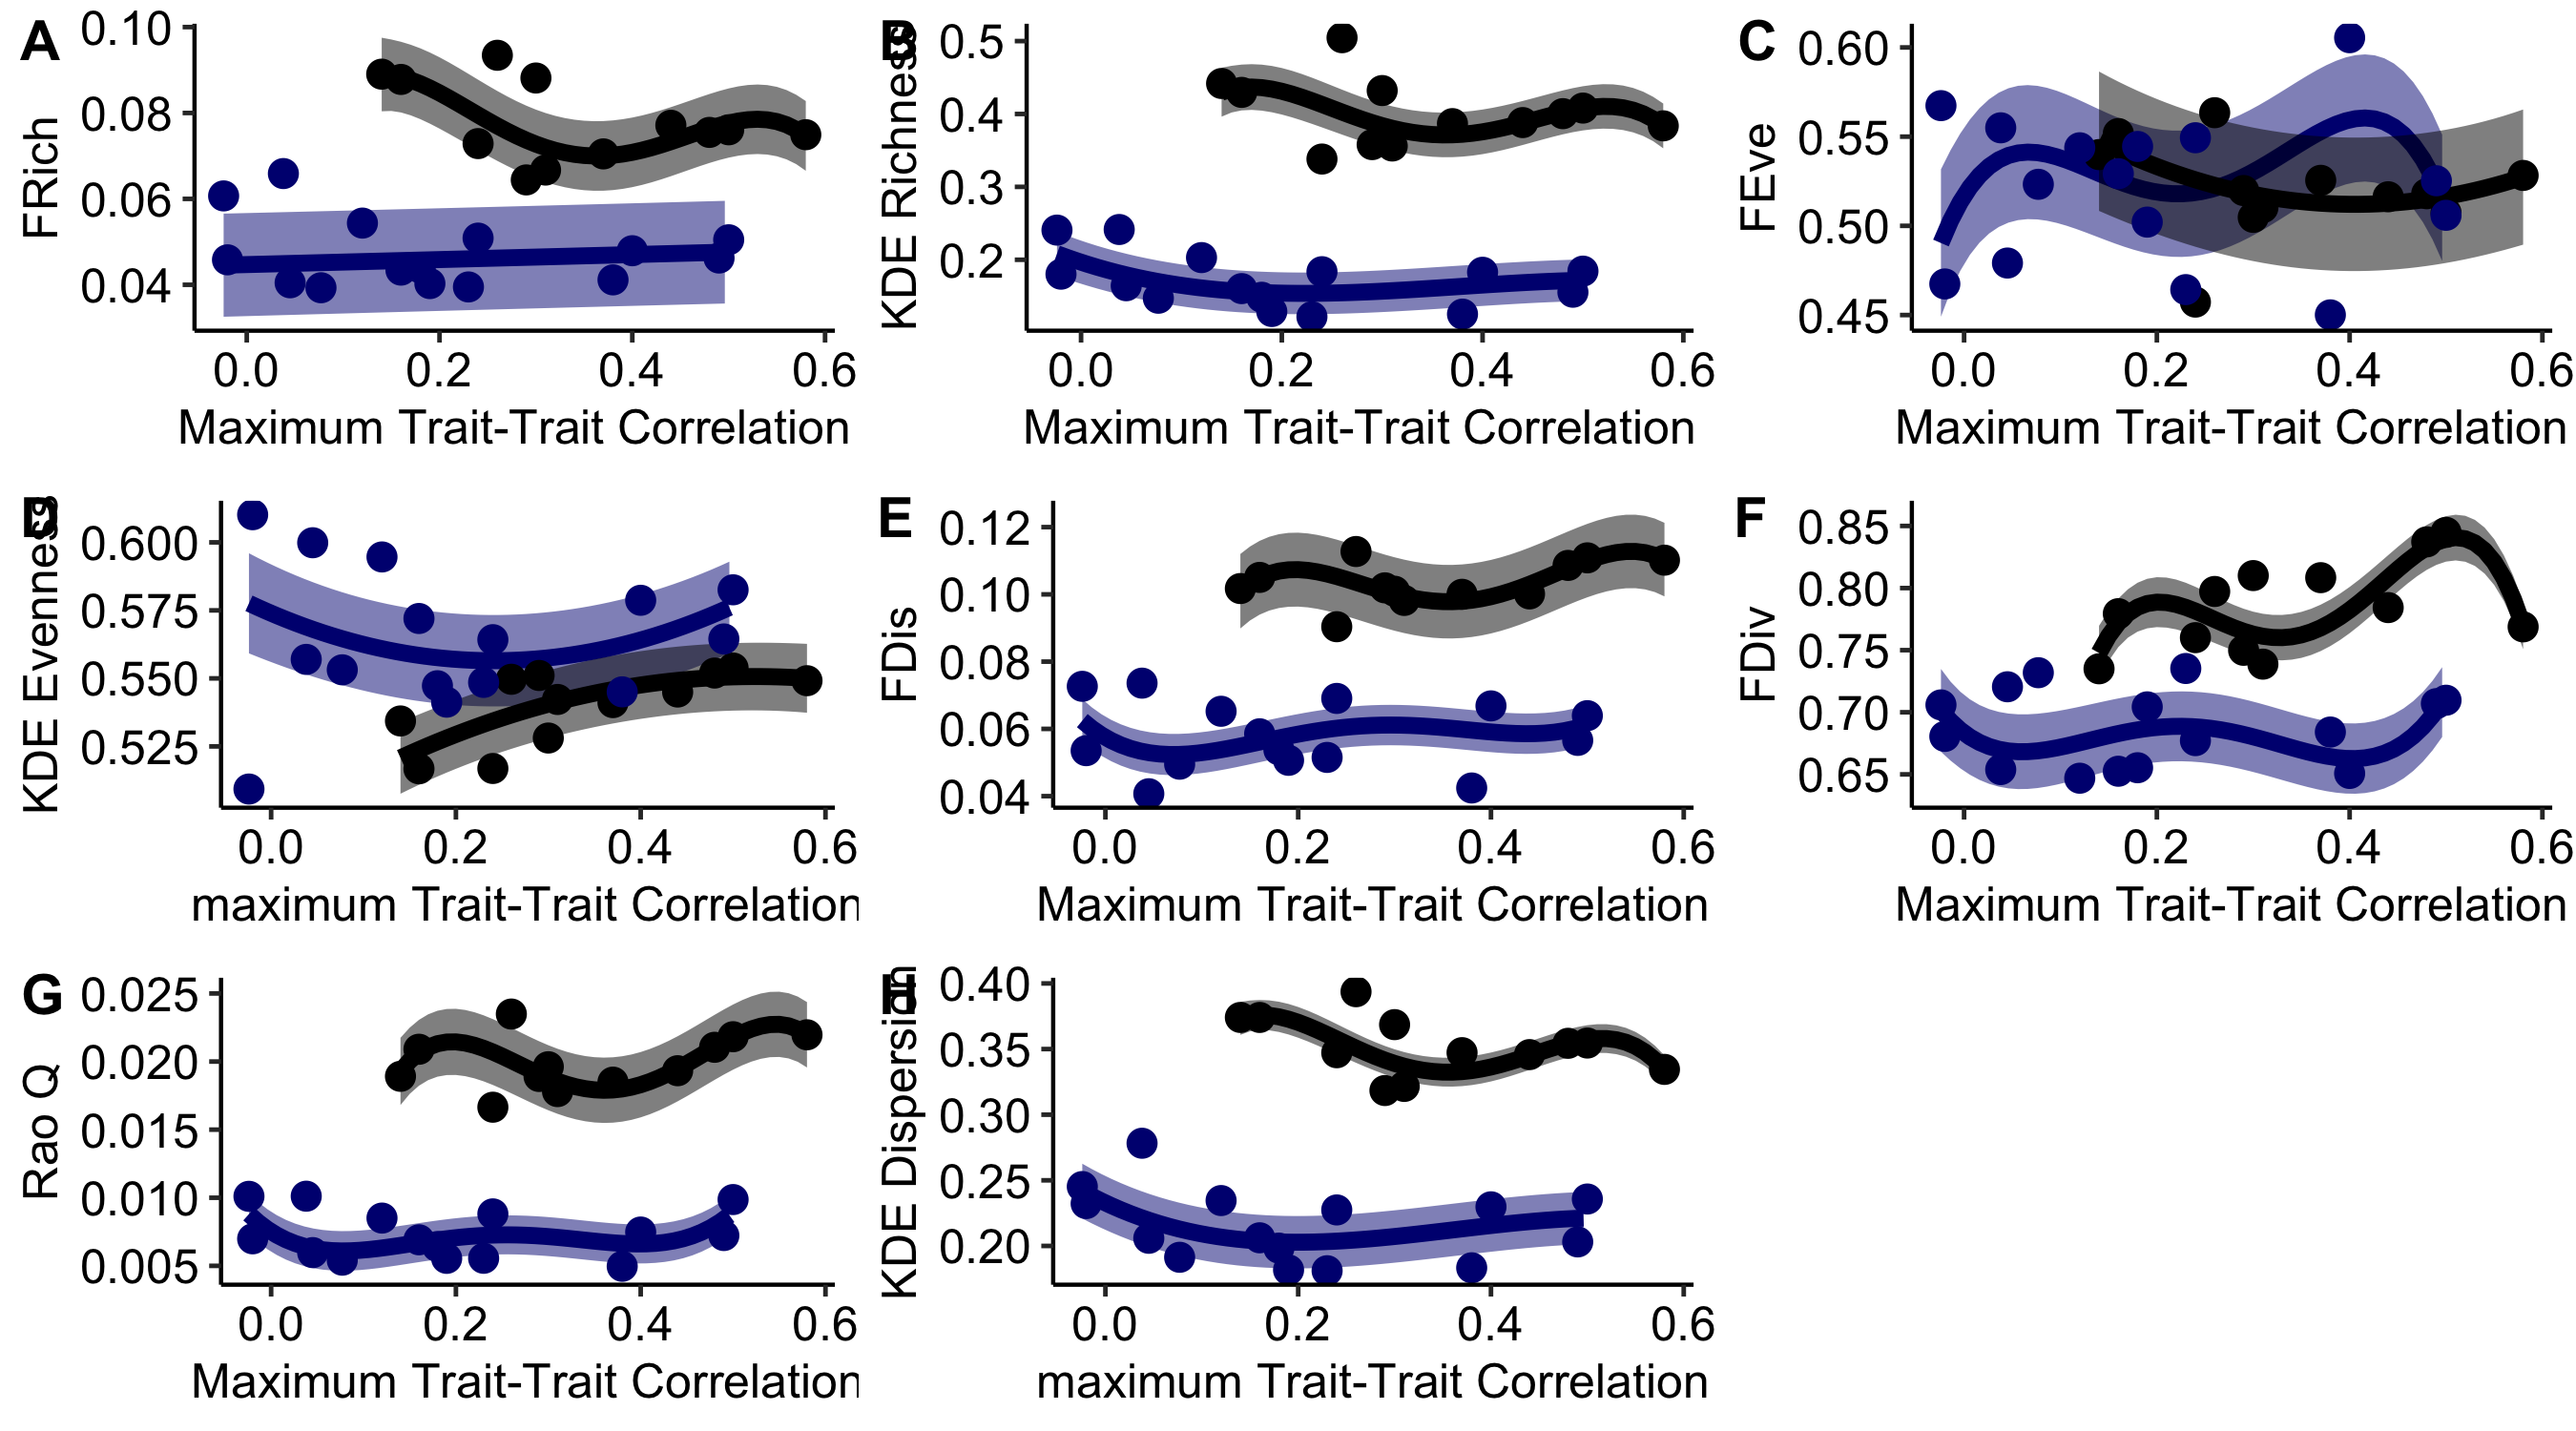 A
FRich
0.10
0.08
0.06
0.04
0.0 0.2 0.4 0.6
Maximum Trait-Trait Correlation
B
KDE Richness
0.5
0.4
0.3
0.2
0.0 0.2 0.4 0.6
Maximum Trait-Trait Correlation
C
FEve
0.60
0.55
0.50
0.45
0.0 0.2 0.4 0.6
Maximum Trait-Trait Correlation
D
KDE Evenness
0.600
0.575
0.550
0.525
0.0 0.2 0.4 0.6
maximum Trait-Trait Correlation
E
FDis
0.12
0.10
0.08
0.06
0.04
0.0 0.2 0.4 0.6
Maximum Trait-Trait Correlation
F
FDiv
0.85
0.80
0.75
0.70
0.65
0.0 0.2 0.4 0.6
Maximum Trait-Trait Correlation
G
Rao Q
0.025
0.020
0.015
0.010
0.005
0.0 0.2 0.4 0.6
Maximum Trait-Trait Correlation
H
KDE Dispersion
0.40
0.35
0.30
0.25
0.20
0.0 0.2 0.4 0.6
maximum Trait-Trait Correlation